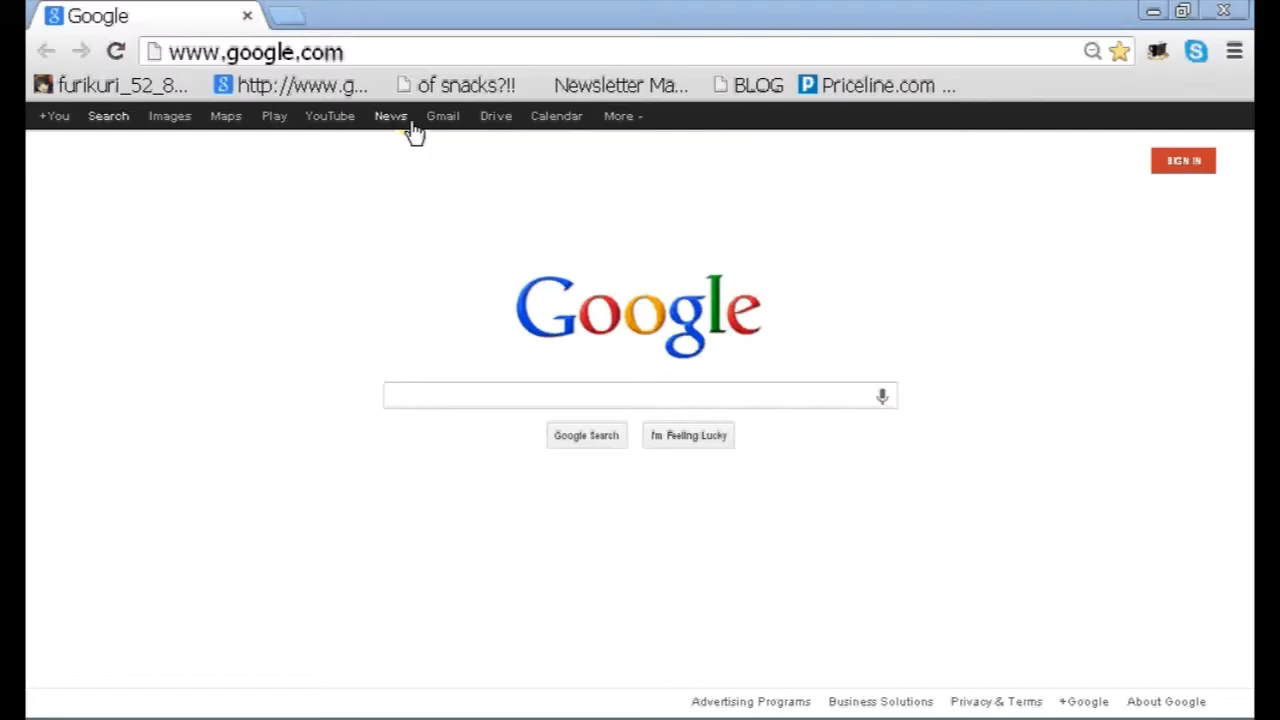 Google
www.google.com
furikuri_52_8... http://www.g... of snacks?!! Newsletter Ma... BLOG Priceline.com ...
+You Search Images Maps Play YouTube News Gmail Drive Calendar More
SIGN IN
Google
Google Search I'm Feeling Lucky
Advertising Programs Business Solutions Privacy & Terms +Google About Google